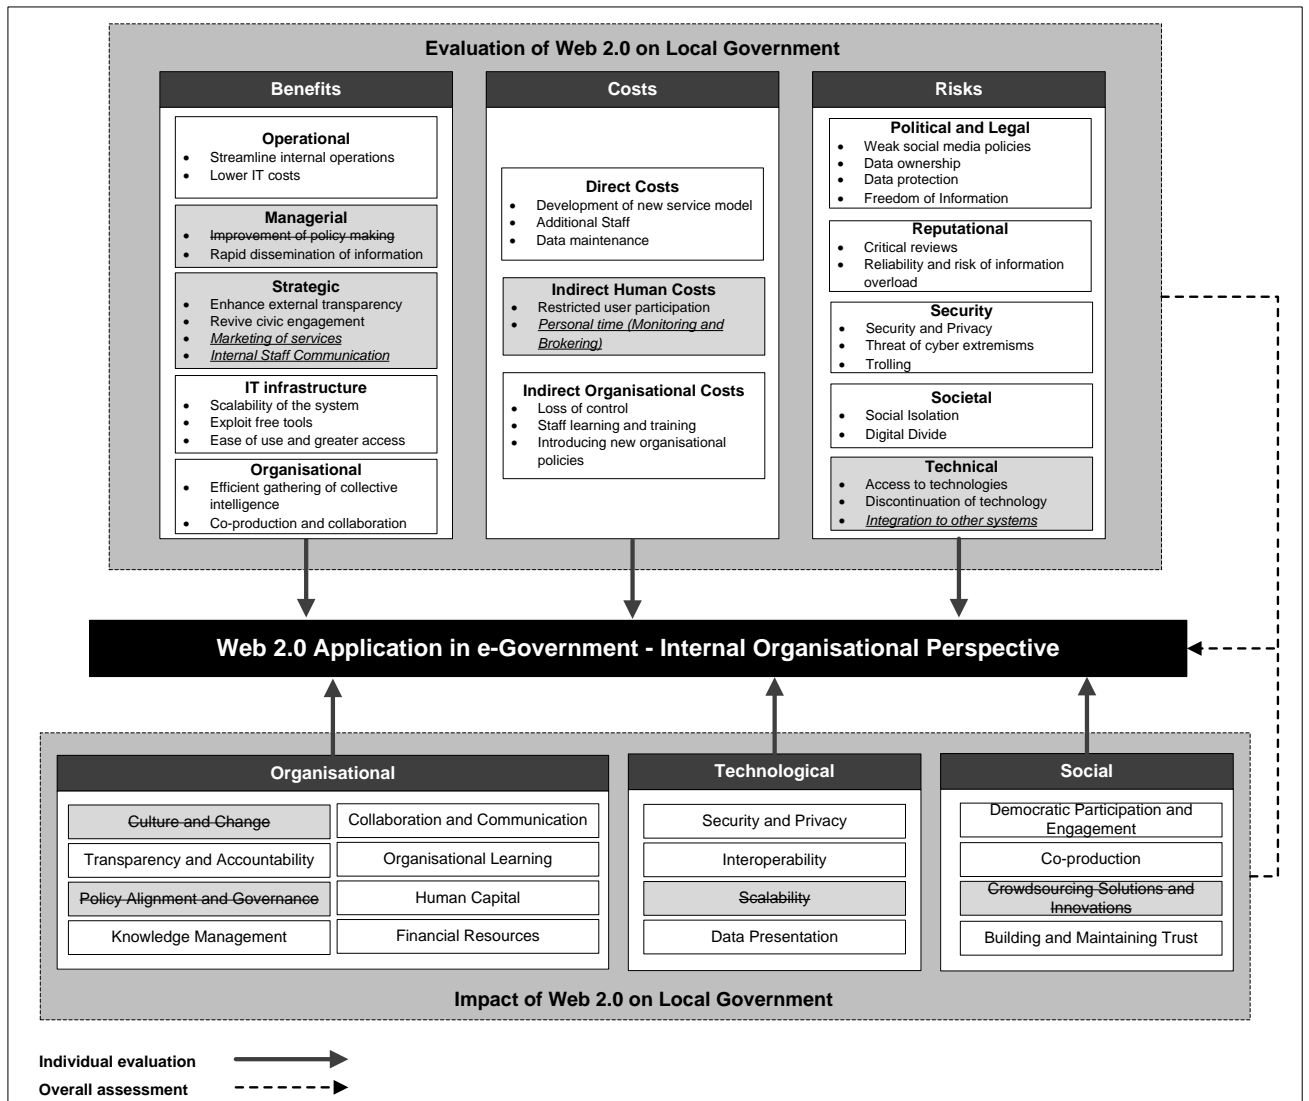 Evaluation of Web 2.0 on Local Government
Benefits
Operational
• Streamline internal operations
• Lower IT costs
Managerial
• Improvement of policy making
• Rapid dissemination of information
Strategic
• Enhance external transparency
• Revive civic engagement
• Marketing of services
• Internal Staff Communication
IT infrastructure
• Scalability of the system
• Exploit free tools
• Ease of use and greater access
Organisational
• Efficient gathering of collective
intelligence
• Co-production and collaboration
Costs
Direct Costs
• Development of new service model
• Additional Staff
• Data maintenance
Indirect Human Costs
• Restricted user participation
• Personal time (Monitoring and
Brokering)
Indirect Organisational Costs
• Loss of control
• Staff learning and training
• Introducing new organisational
policies
Risks
Political and Legal
• Weak social media policies
• Data ownership
• Data protection
• Freedom of Information
Reputational
• Critical reviews
• Reliability and risk of information
overload
Security
• Security and Privacy
• Threat of cyber extremisms
• Trolling
Societal
• Social Isolation
• Digital Divide
Technical
• Access to technologies
• Discontinuation of technology
• Integration to other systems
Web 2.0 Application in e-Government - Internal Organisational Perspective
Organisational
Culture and Change
Transparency and Accountability
Policy Alignment and Governance
Knowledge Management
Collaboration and Communication
Organisational Learning
Human Capital
Financial Resources
Technological
Security and Privacy
Interoperability
Scalability
Data Presentation
Social
Democratic Participation and
Engagement
Co-production
Crowdsourcing Solutions and
Innovations
Building and Maintaining Trust
Impact of Web 2.0 on Local Government
Individual evaluation
Overall assessment